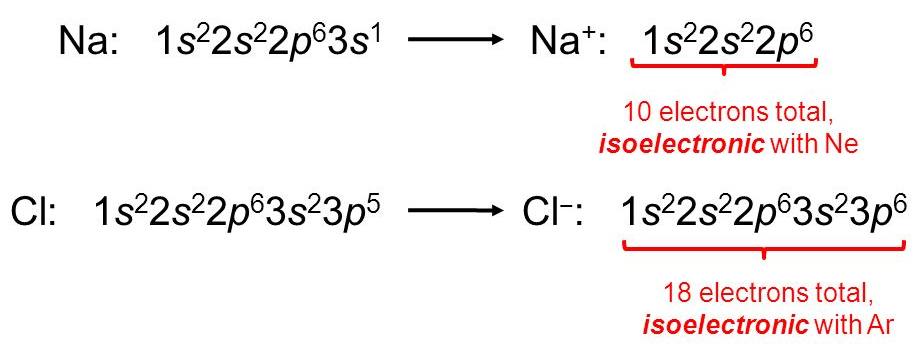 Na: 1s²2s²2p⁶3s¹ ⟶ Na⁺: 1s²2s²2p⁶
10 electrons total,
isoelectronic with Ne
Cl: 1s²2s²2p⁶3s²3p⁵ ⟶ Cl⁻: 1s²2s²2p⁶3s²3p⁶
18 electrons total,
isoelectronic with Ar